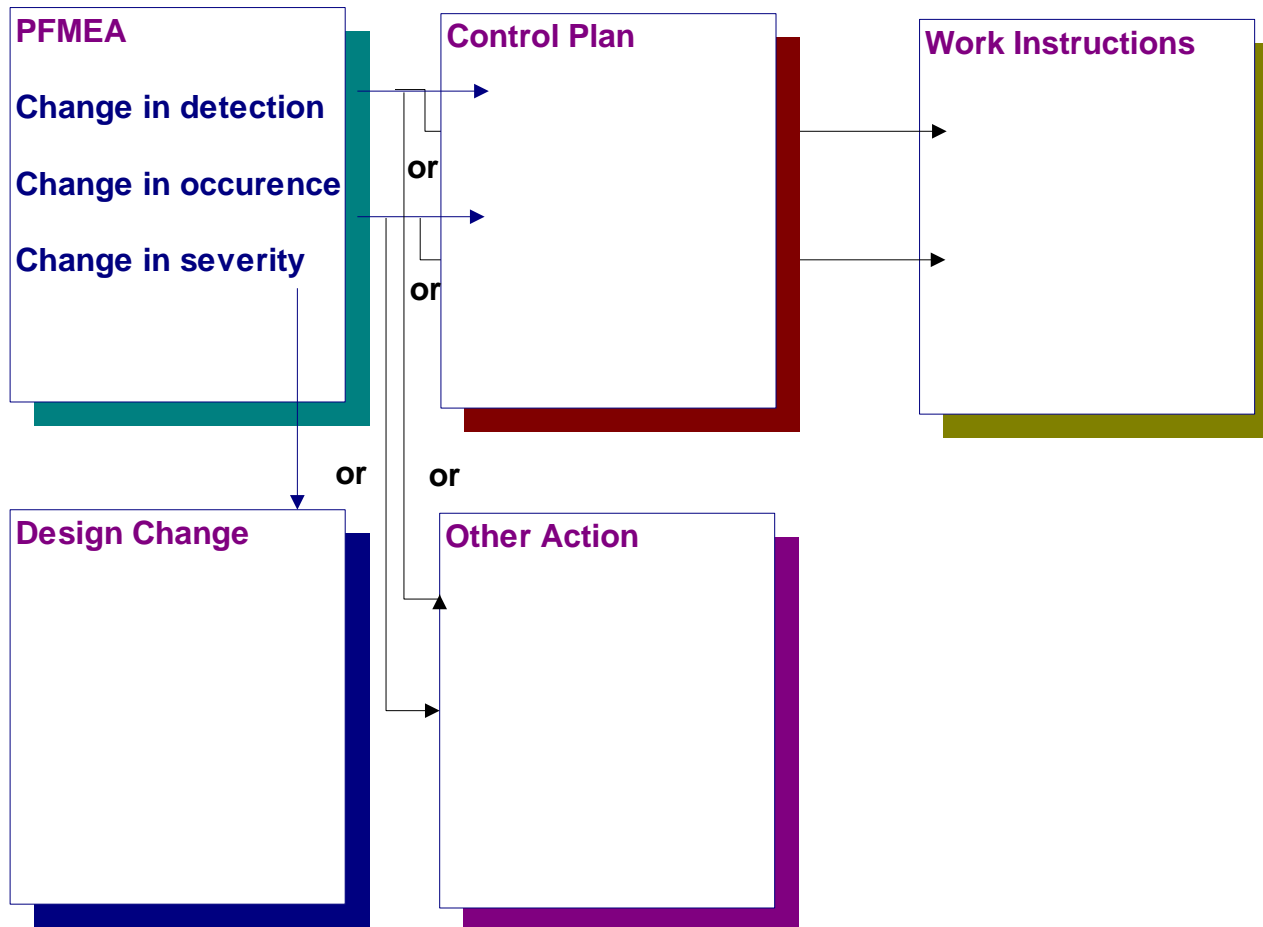 PFMEA
Change in detection
Change in occurence
Change in severity
Control Plan
Work Instructions
or
or
or
or
Design Change
Other Action